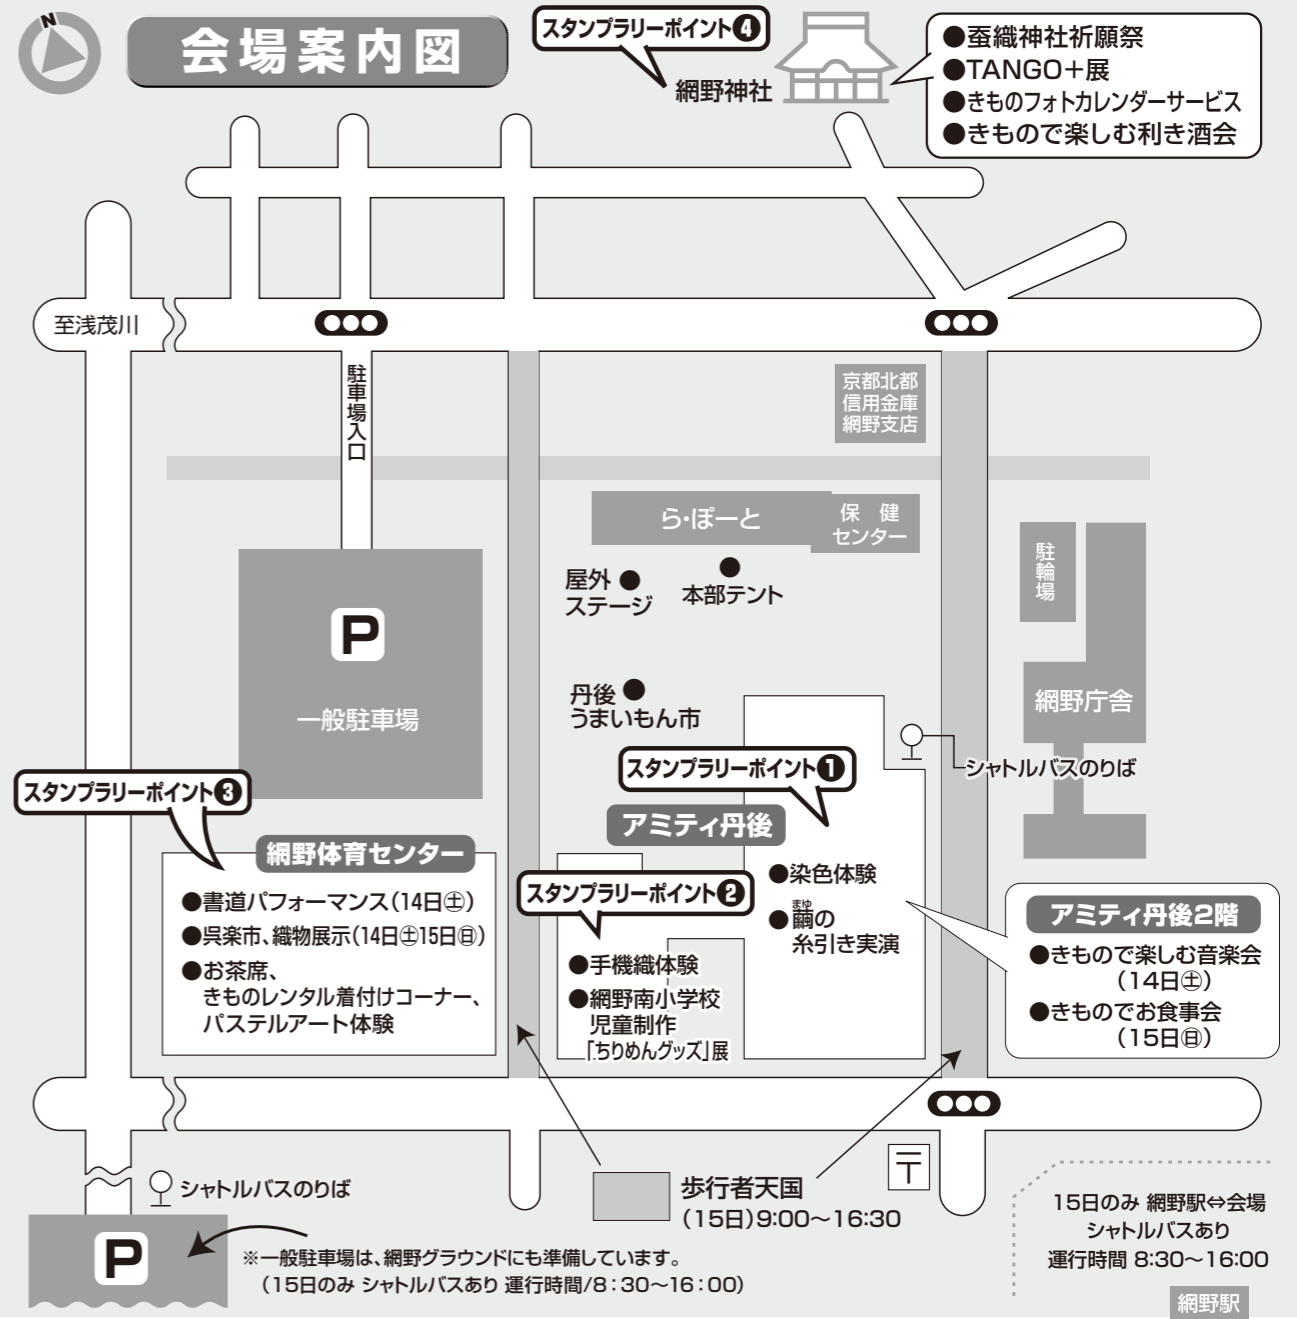 N
会場案内図
スタンプラリーポイント❹
網野神社
●蚕織神社祈願祭
●TANGO+展
●きものフォトカレンダーサービス
●きもので楽しむ利き酒会
至浅茂川
駐車場入口
京都北都
信用金庫
網野支店
ら・ぽーと
保 健
センター
屋外
ステージ
本部テント
駐輪場
P
一般駐車場
丹後
うまいもん市
網野庁舎
シャトルバスのりば
スタンプラリーポイント❶
アミティ丹後
●染色体験
まゆ
●繭の
糸引き実演
スタンプラリーポイント❸
網野体育センター
●書道パフォーマンス(14日㊏)
●呉楽市、織物展示(14日㊏15日㊐)
●お茶席、
きものレンタル着付けコーナー、
パステルアート体験
スタンプラリーポイント❷
●手機織体験
●網野南小学校
児童制作
「ちりめんグッズ」展
アミティ丹後2階
●きもので楽しむ音楽会
(14日㊏)
●きものでお食事会
(15日㊐)
シャトルバスのりば
P
※一般駐車場は、網野グラウンドにも準備しています。
(15日のみ シャトルバスあり 運行時間/8:30〜16:00)
歩行者天国
(15日)9:00〜16:30
〒
15日のみ 網野駅⇔会場
シャトルバスあり
運行時間 8:30〜16:00
網野駅